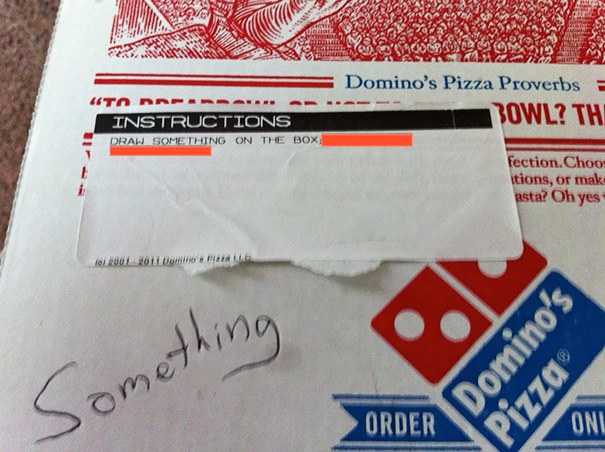 Domino's Pizza Proverbs
BOWL? TH
INSTRUCTIONS
DRAW SOMETHING ON THE BOX;
fection. Choo
tions, or mak
asta? Oh yes
(c) 2001 - 2011 Domino's Pizza LLC
Something
Domino's
Pizza®
ORDER ONL